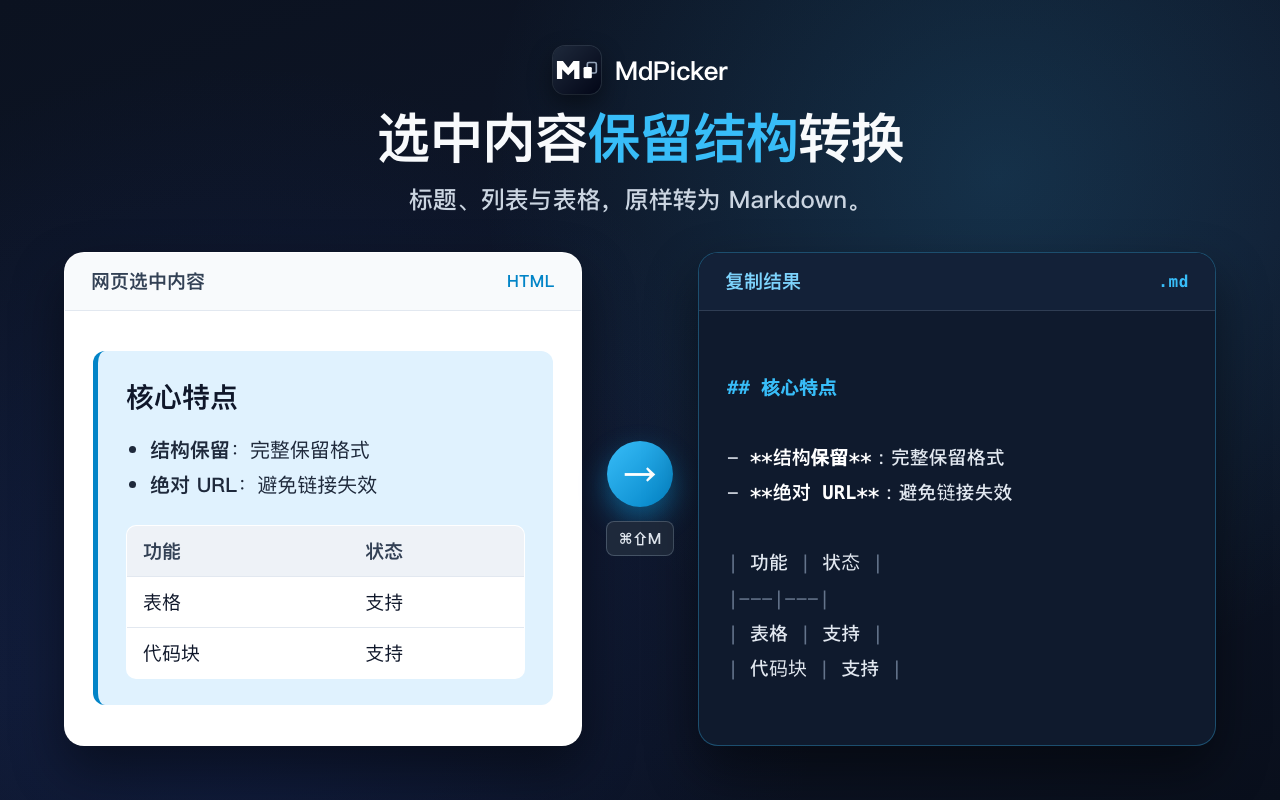 MdPicker
选中内容保留结构转换
标题、列表与表格，原样转为 Markdown。
网页选中内容 HTML
核心特点
• 结构保留：完整保留格式
• 绝对 URL：避免链接失效
功能 状态
表格 支持
代码块 支持
→
⌘⇧M
复制结果 .md
## 核心特点
- **结构保留**：完整保留格式
- **绝对 URL**：避免链接失效
| 功能 | 状态 |
|---|---|
| 表格 | 支持 |
| 代码块 | 支持 |